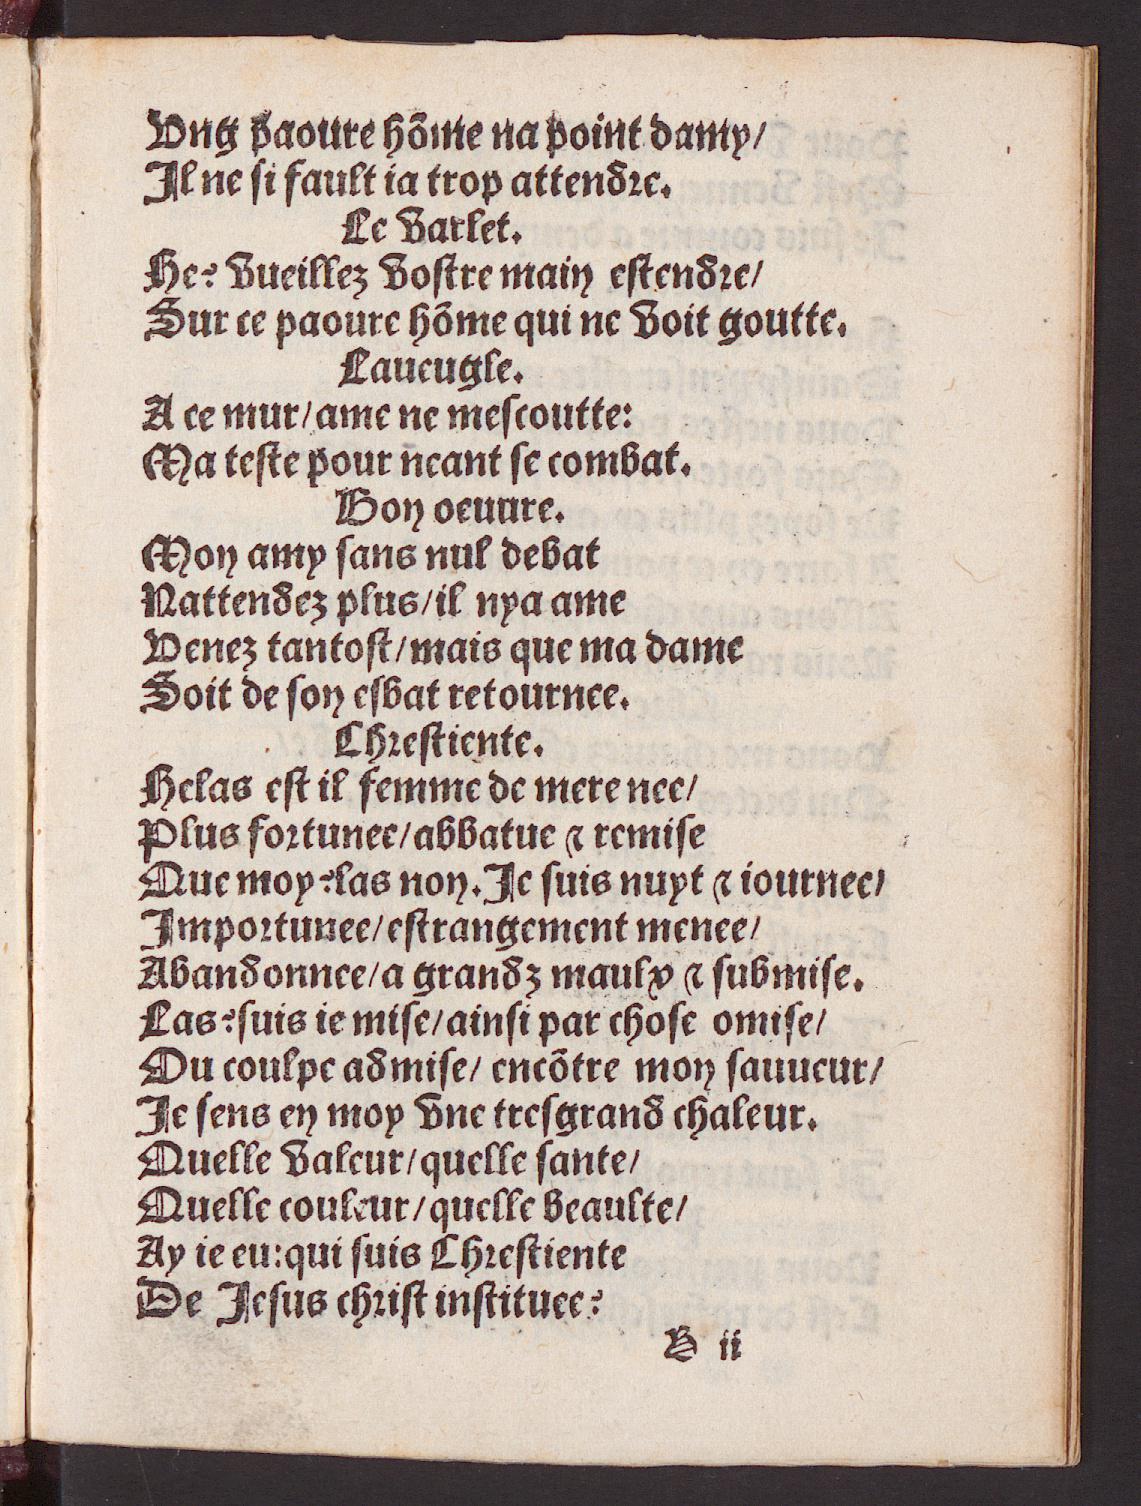 Vng paoure hõme na point damy/
Il ne si fault ia trop attendre.
Le varlet.
He? vueillez vostre main estendre/
Sur ce paoure hõme qui ne voit goutte.
Laueugle.
A ce mur/ame ne mescoutte:
Ma teste pour neant se combat.
Bon oeuure.
Mon amy sans nul debat
Nattendez plus/il nya ame
Venez tantost/mais que ma dame
Soit de son esbat retournee.
Chrestiente.
Helas est il femme de mere nee/
Plus fortunee/abbatue ⁊ remise
Que moy?las non. Je suis nuyt ⁊ iournee/
Importunee/estrangement menee/
Abandonnee/a grandz maulx ⁊ submise.
Las?suis ie mise/ainsi par chose omise/
Ou coulpe admise/ encõtre mon sauueur/
Je sens en moy vne tresgrand chaleur.
Quelle valeur/quelle sante/
Quelle couleur/quelle beaulte/
Ay ie eu:qui suis Chrestiente
De Jesus christ instituee?
B ii